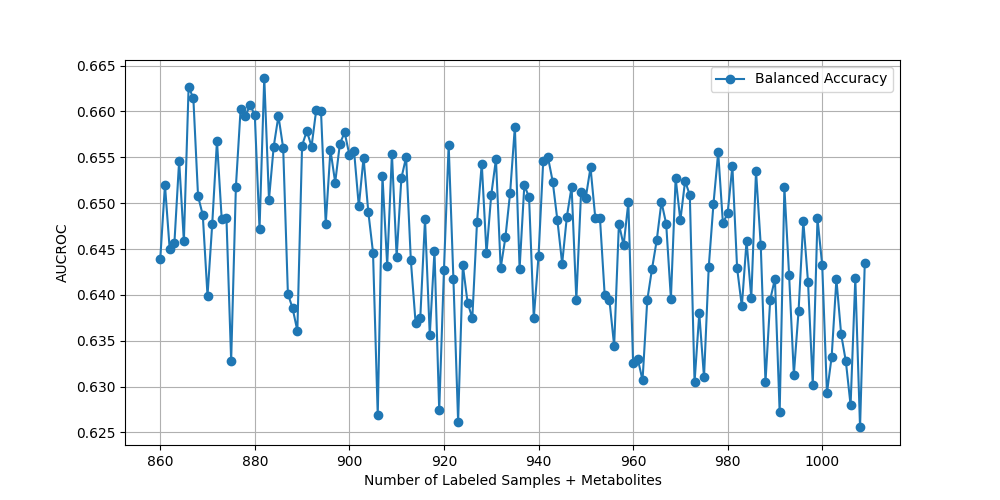 0.665
0.660
0.655
0.650
0.645
0.640
0.635
0.630
0.625
AUCROC
Balanced Accuracy
860 880 900 920 940 960 980 1000
Number of Labeled Samples + Metabolites